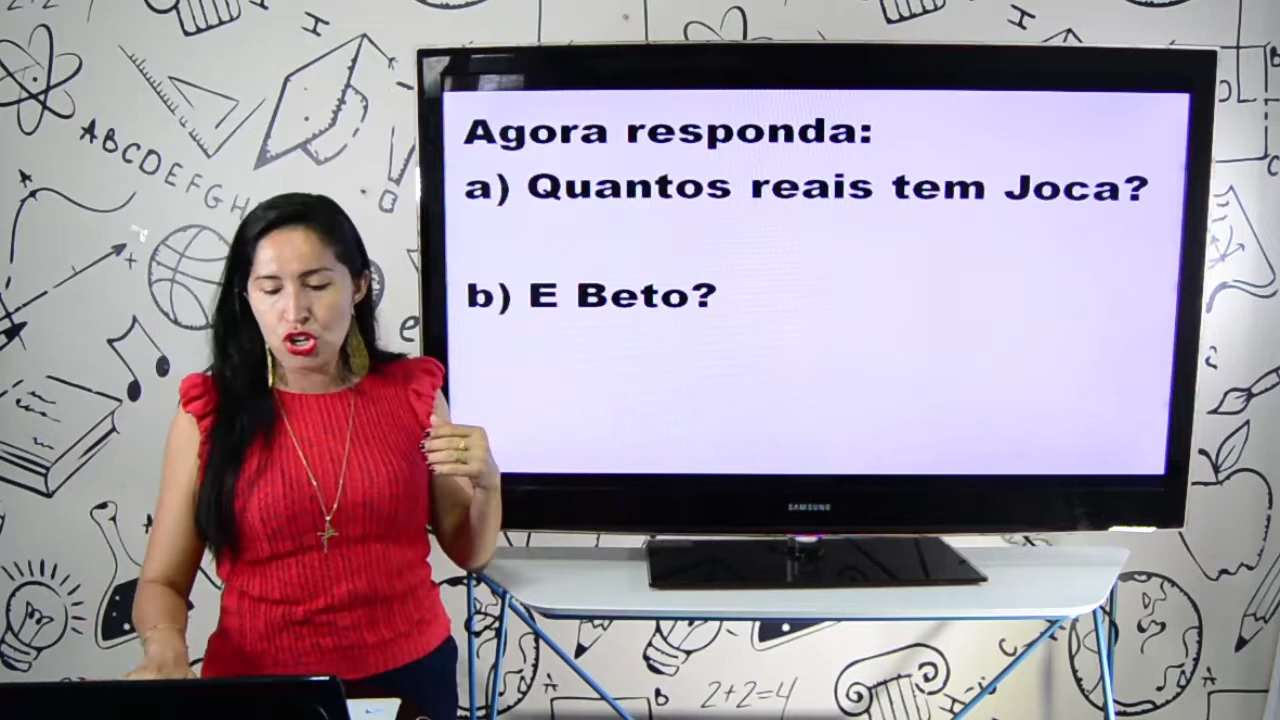 Agora responda:
a) Quantos reais tem Joca?
b) E Beto?
SAMSUNG
ABCDEFGH
2+2=4